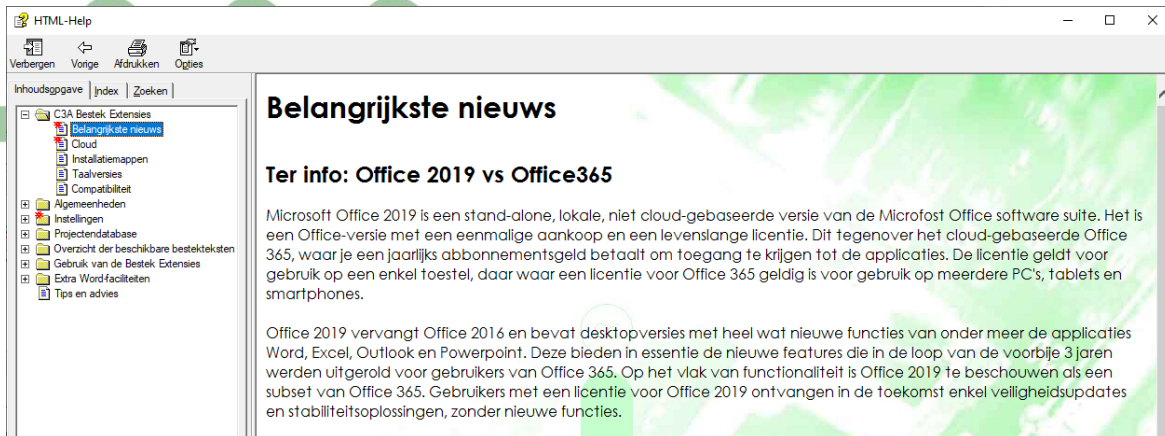 HTML-Help
Verbergen Vorige Afdrukken Opties
Inhoudsopgave Index Zoeken
C3A Bestek Extensies
Belangrijkste nieuws
Cloud
Installatiemappen
Taalversies
Compatibiliteit
Algemeenheden
Instellingen
Projectendatabase
Overzicht der beschikbare bestekteksten
Gebruik van de Bestek Extensies
Extra Word-faciliteiten
Tips en advies
Belangrijkste nieuws
Ter info: Office 2019 vs Office365
Microsoft Office 2019 is een stand-alone, lokale, niet cloud-gebaseerde versie van de Microfost Office software suite. Het is
een Office-versie met een eenmalige aankoop en een levenslange licentie. Dit tegenover het cloud-gebaseerde Office
365, waar je een jaarlijks abbonnementsgeld betaalt om toegang te krijgen tot de applicaties. De licentie geldt voor
gebruik op een enkel toestel, daar waar een licentie voor Office 365 geldig is voor gebruik op meerdere PC's, tablets en
smartphones.
Office 2019 vervangt Office 2016 en bevat desktopversies met heel wat nieuwe functies van onder meer de applicaties
Word, Excel, Outlook en Powerpoint. Deze bieden in essentie de nieuwe features die in de loop van de voorbije 3 jaren
werden uitgerold voor gebruikers van Office 365. Op het vlak van functionaliteit is Office 2019 te beschouwen als een
subset van Office 365. Gebruikers met een licentie voor Office 2019 ontvangen in de toekomst enkel veiligheidsupdates
en stabiliteitsoplossingen, zonder nieuwe functies.